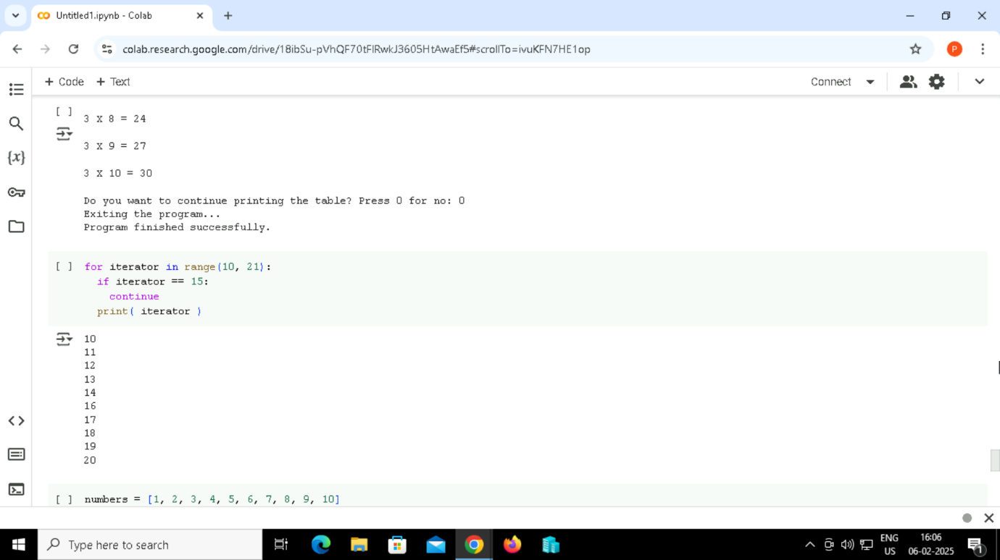 Untitled1.ipynb - Colab
colab.research.google.com/drive/18ibSu-pVhQF70tFlRwkJ3605HtAwaEf5#scrollTo=ivuKFN7HE1op
P
+ Code + Text
Connect
[ ]
3 X 8 = 24
3 X 9 = 27
3 X 10 = 30
Do you want to continue printing the table? Press 0 for no: 0
Exiting the program...
Program finished successfully.
{x}
[ ] for iterator in range(10, 21):
if iterator == 15:
continue
print( iterator )
10
11
12
13
14
16
17
18
19
20
[ ] numbers = [1, 2, 3, 4, 5, 6, 7, 8, 9, 10]
Type here to search
ENG
US
16:06
06-02-2025
1